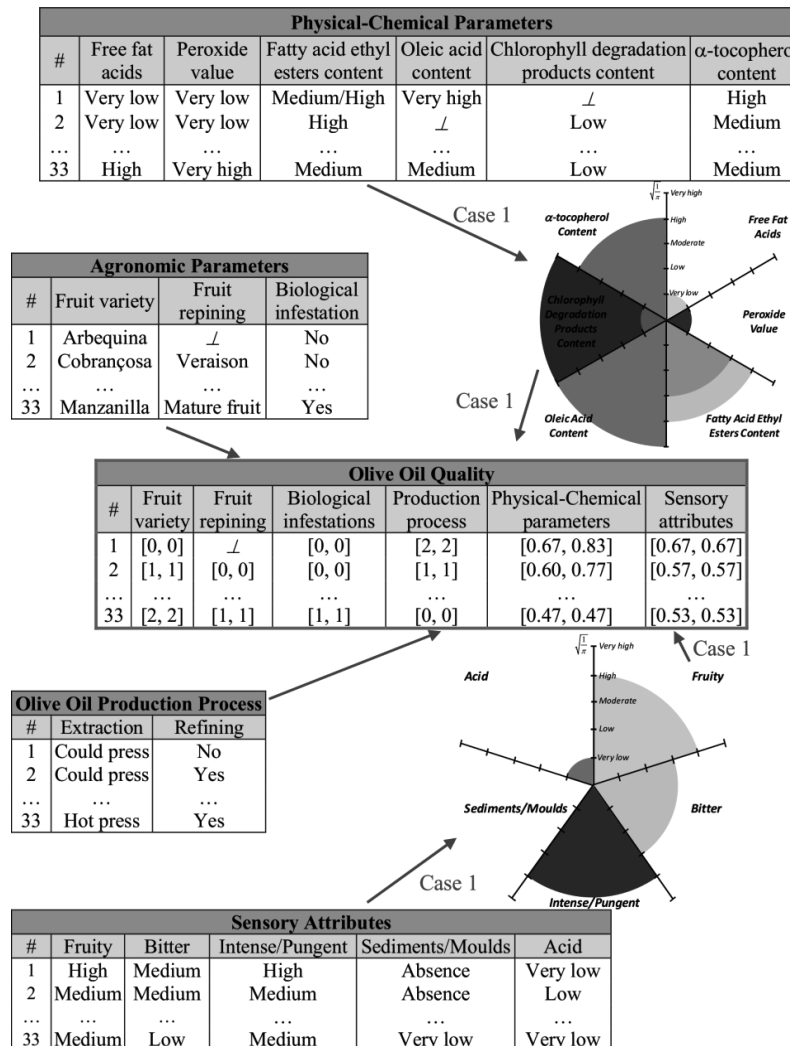 Physical-Chemical Parameters
# Free fat acids Peroxide value Fatty acid ethyl esters content Oleic acid content Chlorophyll degradation products content α-tocopherol content
1 Very low Very low Medium/High Very high ⊥ High
2 Very low Very low High ⊥ Low Medium
... ... ... ...
33 High Very high Medium Medium Low Medium
Case 1
√1/π
Very high
High
Moderate
Low
Very low
α-tocopherol Content
Free Fat Acids
Chlorophyll Degradation Products Content
Peroxide Value
Oleic Acid Content
Fatty Acid Ethyl Esters Content
Agronomic Parameters
# Fruit variety Fruit repining Biological infestation
1 Arbequina ⊥ No
2 Cobrançosa Veraison No
... ... ... ...
33 Manzanilla Mature fruit Yes
Case 1
Olive Oil Quality
# Fruit variety Fruit repining Biological infestations Production process Physical-Chemical parameters Sensory attributes
1 [0, 0] ⊥ [0, 0] [2, 2] [0.67, 0.83] [0.67, 0.67]
2 [1, 1] [0, 0] [0, 0] [1, 1] [0.60, 0.77] [0.57, 0.57]
... ... ... ... ...
33 [2, 2] [1, 1] [1, 1] [0, 0] [0.47, 0.47] [0.53, 0.53]
Case 1
√1/π
Very high
High
Moderate
Low
Very low
Acid
Fruity
Sediments/Moulds
Bitter
Intense/Pungent
Olive Oil Production Process
# Extraction Refining
1 Could press No
2 Could press Yes
... ... ...
33 Hot press Yes
Case 1
Sensory Attributes
# Fruity Bitter Intense/Pungent Sediments/Moulds Acid
1 High Medium High Absence Very low
2 Medium Medium Medium Absence Low
... ... ... ... ...
33 Medium Low Medium Very low Very low